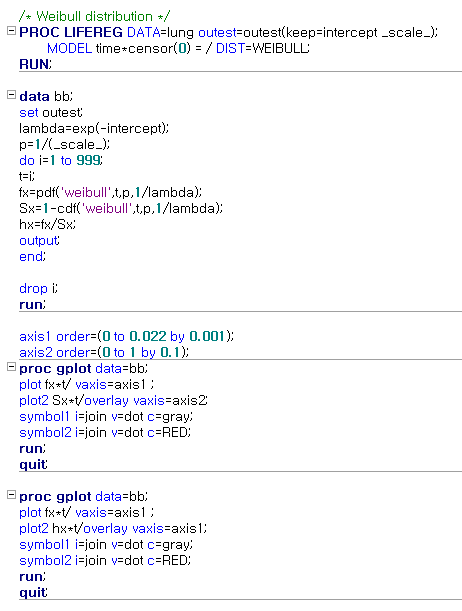 /* Weibull distribution */
PROC LIFEREG DATA=lung outest=outest(keep=intercept _scale_);
MODEL time*censor(0) = / DIST=WEIBULL;
RUN;
data bb;
set outest;
lambda=exp(-intercept);
p=1/(_scale_);
do i=1 to 999;
t=i;
fx=pdf('weibull',t,p,1/lambda);
Sx=1-cdf('weibull',t,p,1/lambda);
hx=fx/Sx;
output;
end;
drop i;
run;
axis1 order=(0 to 0.022 by 0.001);
axis2 order=(0 to 1 by 0.1);
proc gplot data=bb;
plot fx*t/ vaxis=axis1 ;
plot2 Sx*t/overlay vaxis=axis2;
symbol1 i=join v=dot c=gray;
symbol2 i=join v=dot c=RED;
run;
quit;
proc gplot data=bb;
plot fx*t/ vaxis=axis1 ;
plot2 hx*t/overlay vaxis=axis1;
symbol1 i=join v=dot c=gray;
symbol2 i=join v=dot c=RED;
run;
quit;